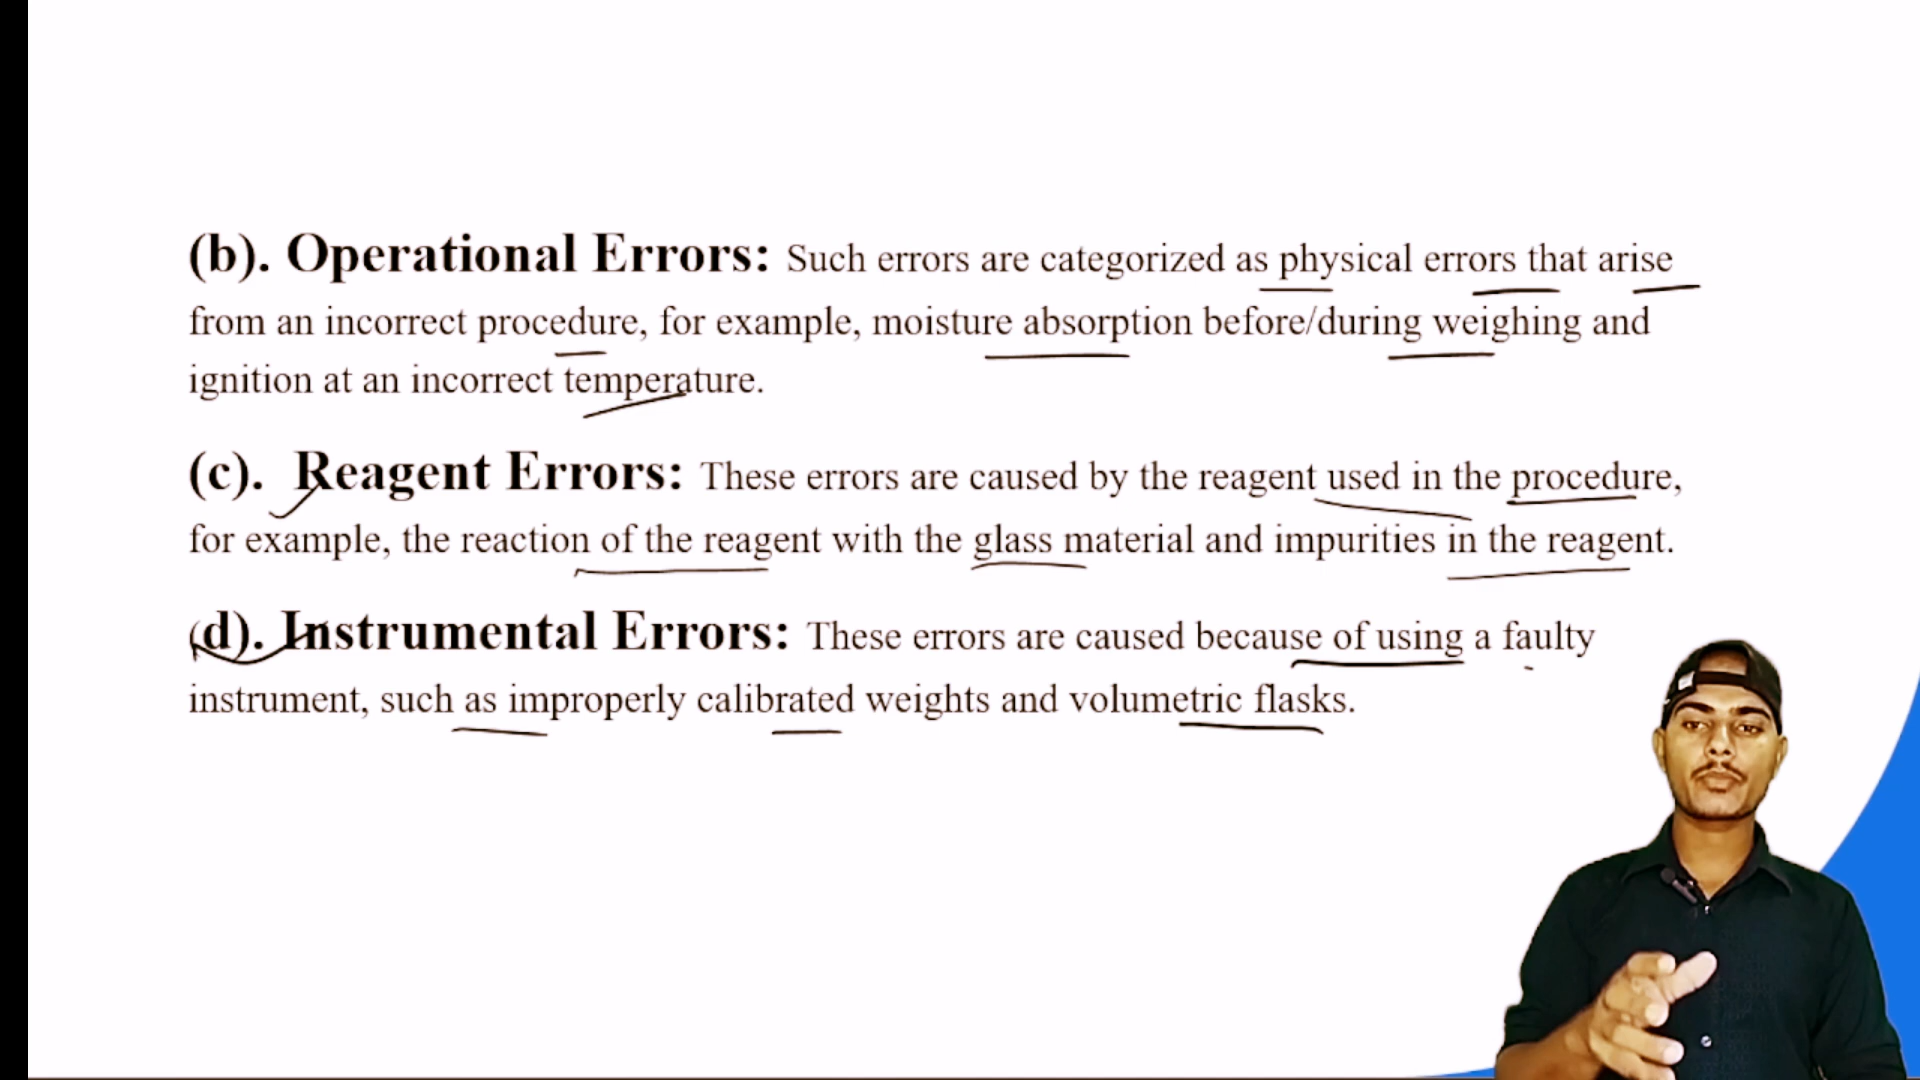 (b). Operational Errors: Such errors are categorized as physical errors that arise
from an incorrect procedure, for example, moisture absorption before/during weighing and
ignition at an incorrect temperature.
(c). Reagent Errors: These errors are caused by the reagent used in the procedure,
for example, the reaction of the reagent with the glass material and impurities in the reagent.
(d). Instrumental Errors: These errors are caused because of using a faulty
instrument, such as improperly calibrated weights and volumetric flasks.